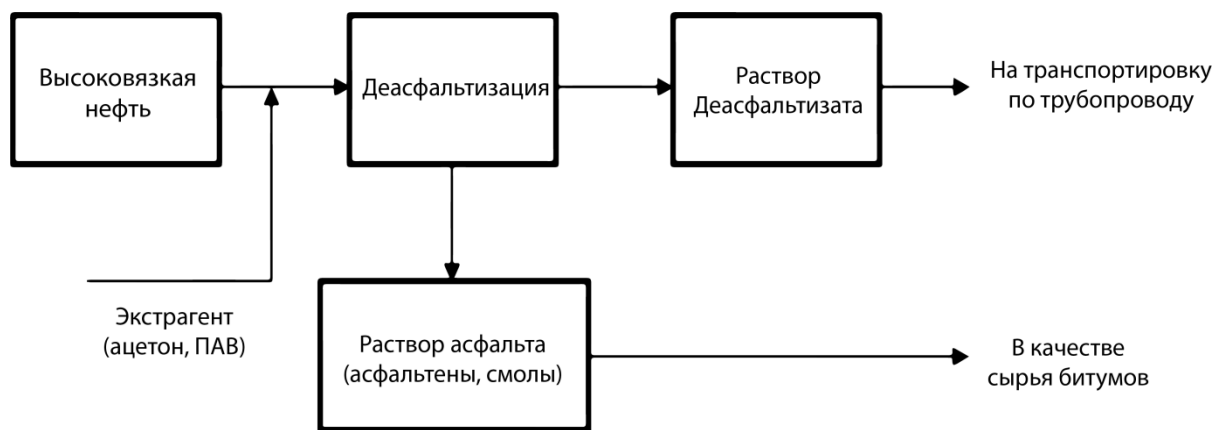 Высоковязкая
нефть
Деасфальтизация
Раствор
Деасфальтизата
На транспортировку
по трубопроводу
Экстрагент
(ацетон, ПАВ)
Раствор асфальта
(асфальтены, смолы)
В качестве
сырья битумов